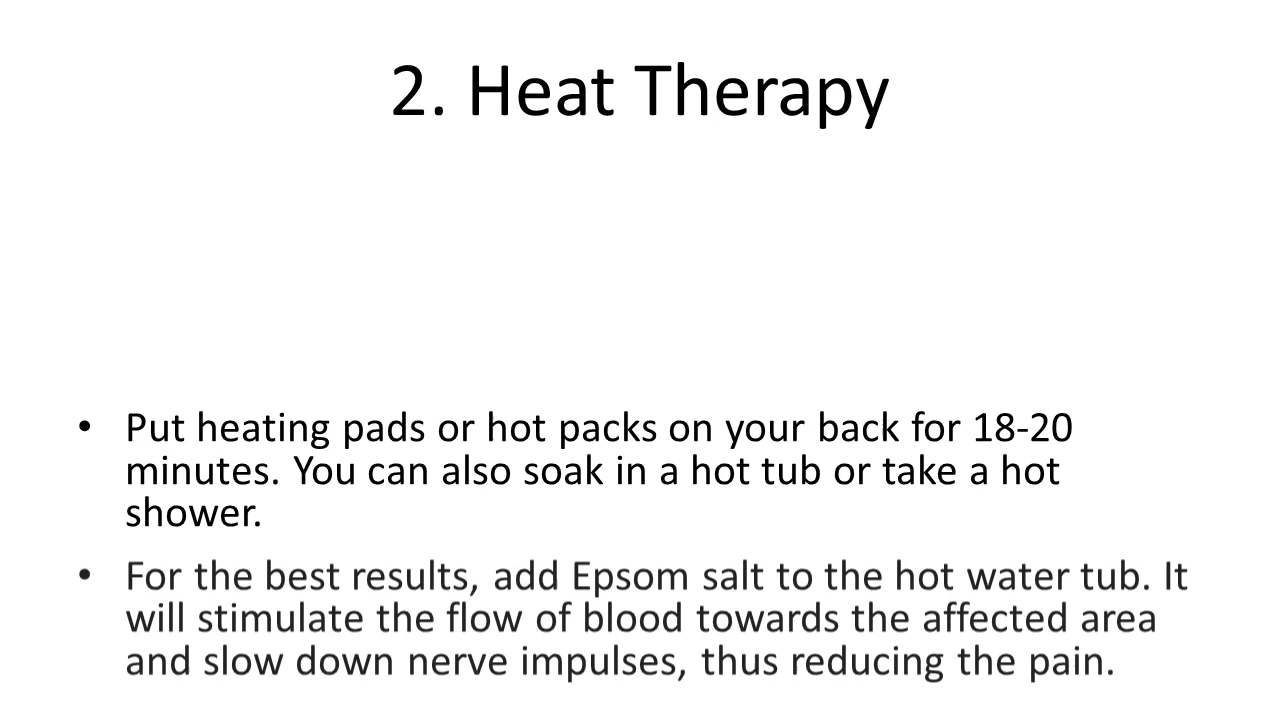 2. Heat Therapy
• Put heating pads or hot packs on your back for 18-20
minutes. You can also soak in a hot tub or take a hot
shower.
• For the best results, add Epsom salt to the hot water tub. It
will stimulate the flow of blood towards the affected area
and slow down nerve impulses, thus reducing the pain.